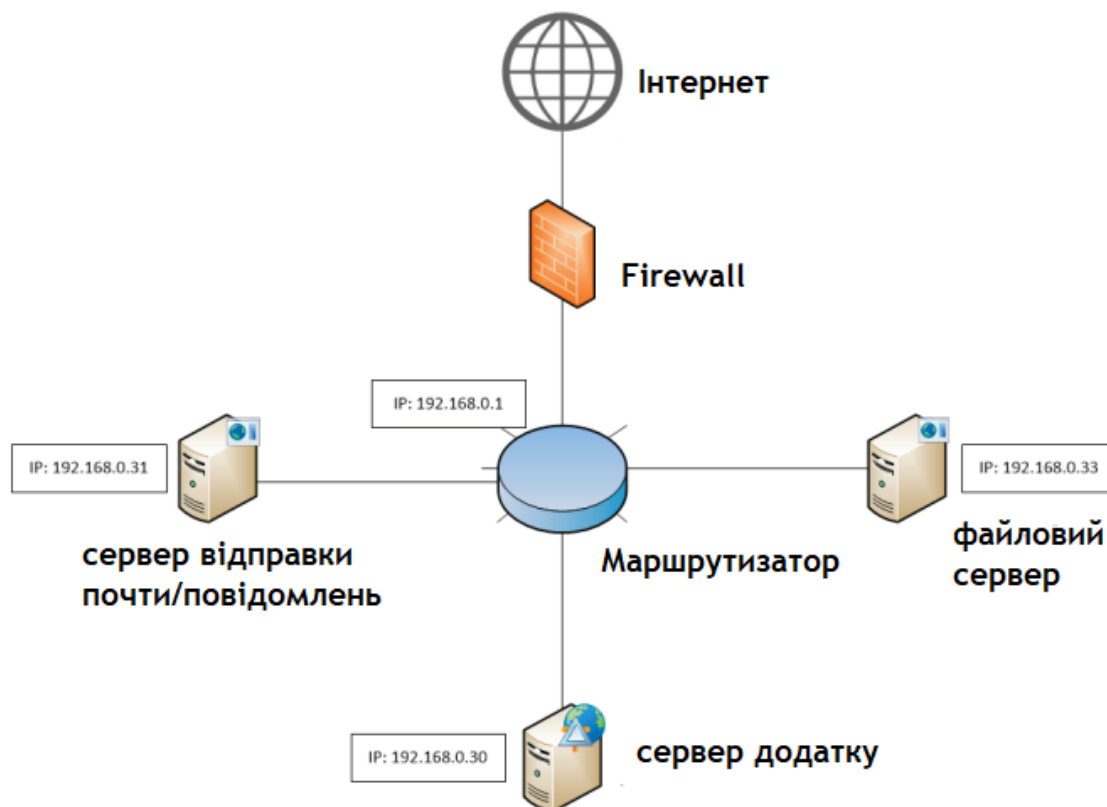 Інтернет
Firewall
IP: 192.168.0.1
IP: 192.168.0.31
IP: 192.168.0.33
сервер відправки
почти/повідомлень
Маршрутизатор
файловий
сервер
IP: 192.168.0.30
сервер додатку